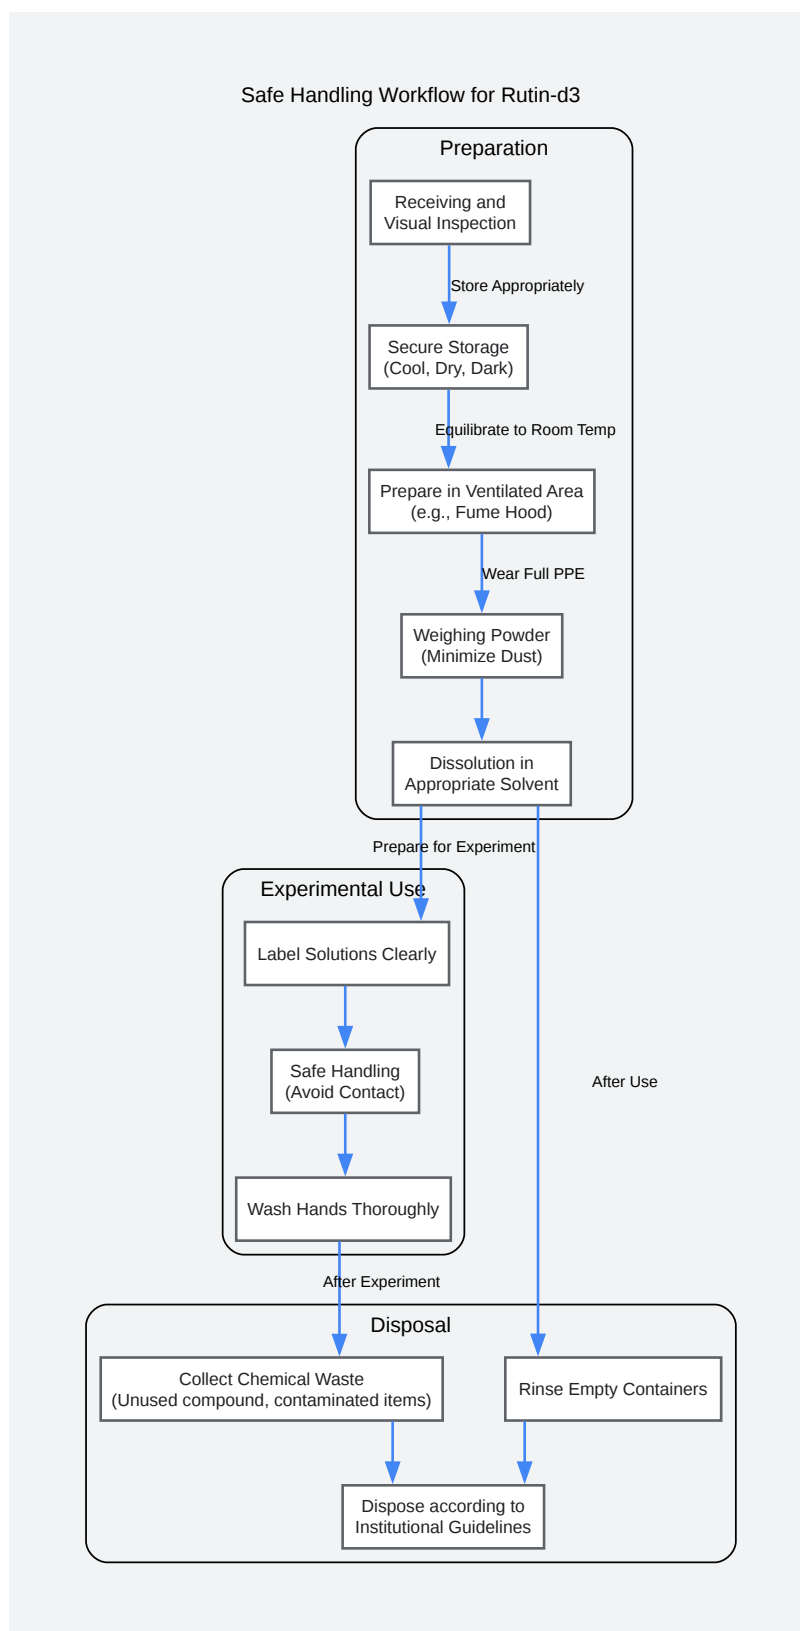 Safe Handling Workflow for Rutin-d3
Preparation
Receiving and
Visual Inspection
Store Appropriately
Secure Storage
(Cool, Dry, Dark)
Equilibrate to Room Temp
Prepare in Ventilated Area
(e.g., Fume Hood)
Wear Full PPE
Weighing Powder
(Minimize Dust)
Dissolution in
Appropriate Solvent
Prepare for Experiment
Experimental Use
Label Solutions Clearly
Safe Handling
(Avoid Contact)
After Use
Wash Hands Thoroughly
After Experiment
Disposal
Collect Chemical Waste
(Unused compound, contaminated items)
Rinse Empty Containers
Dispose according to
Institutional Guidelines